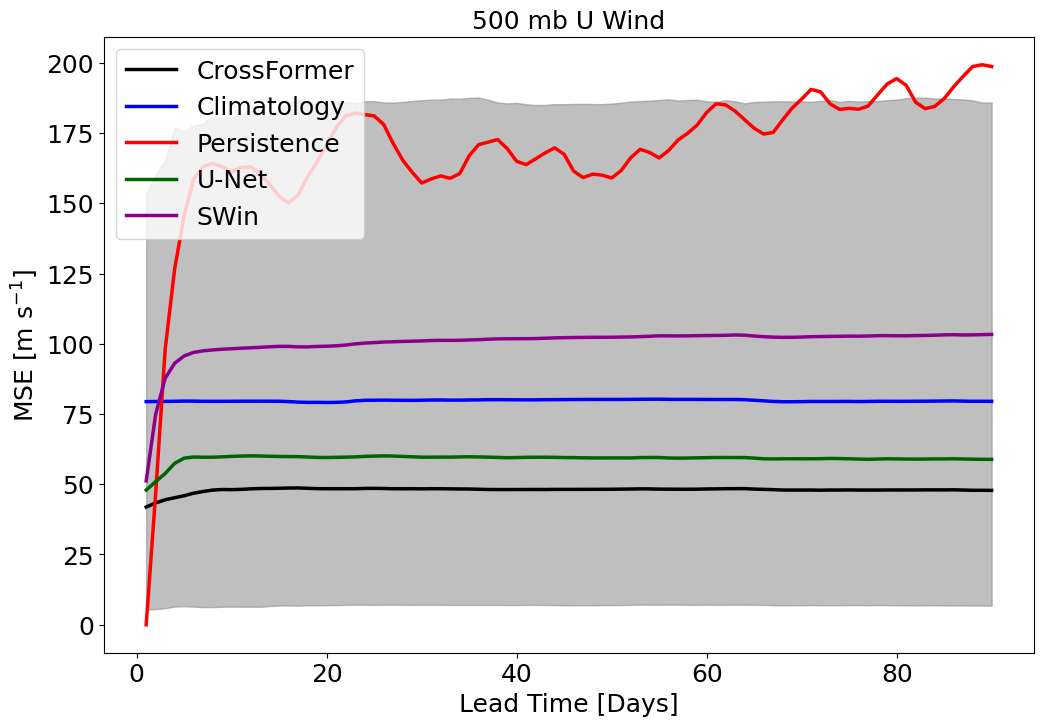 500 mb U Wind
CrossFormer
Climatology
Persistence
U-Net
SWin
200
175
150
125
100
75
50
25
0
MSE [m s⁻¹]
0 20 40 60 80
Lead Time [Days]